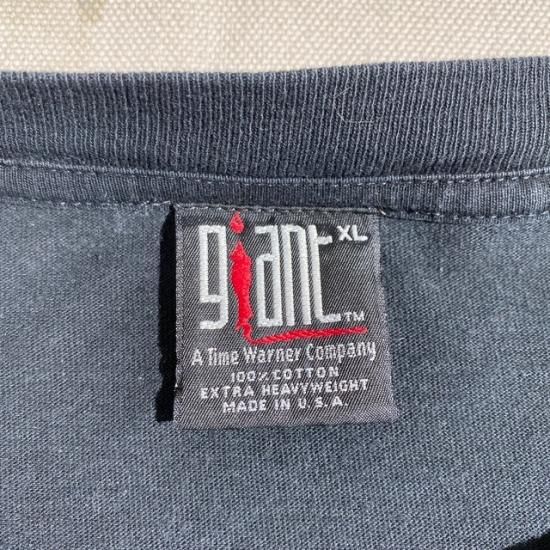 giant XL
™
A Time Warner Company
100% COTTON
EXTRA HEAVYWEIGHT
MADE IN U.S.A.